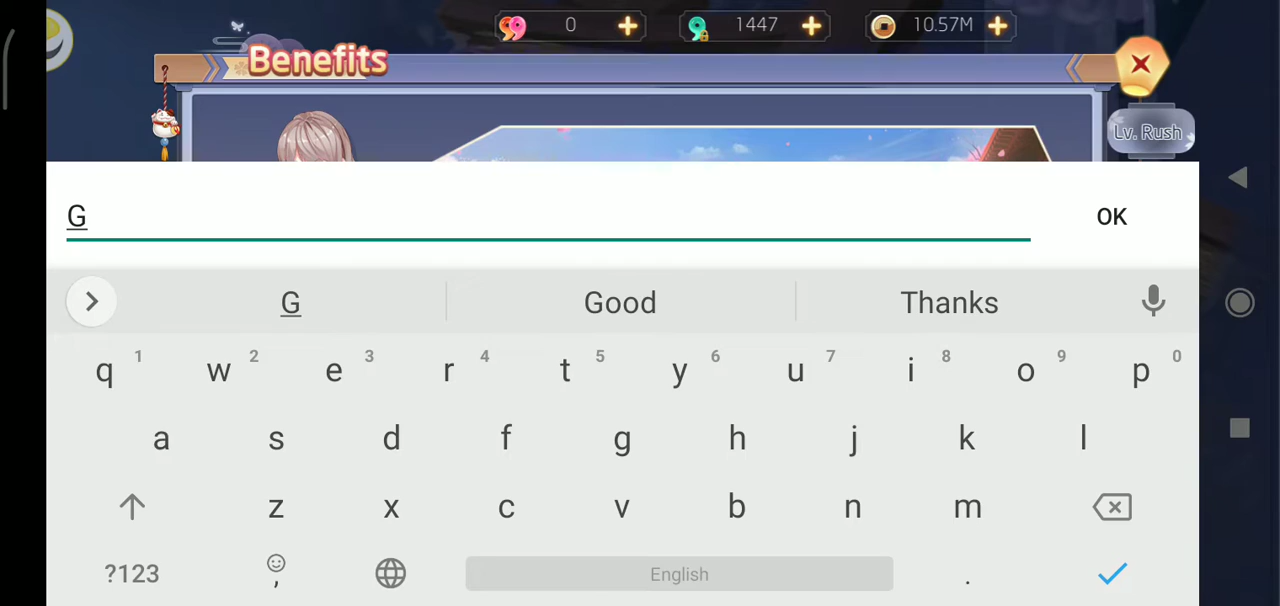 0 1447 10.57M
Benefits
Lv. Rush
G OK
G Good Thanks
q 1 w 2 e 3 r 4 t 5 y 6 u 7 i 8 o 9 p 0
a s d f g h j k l
z x c v b n m
?123 , English .